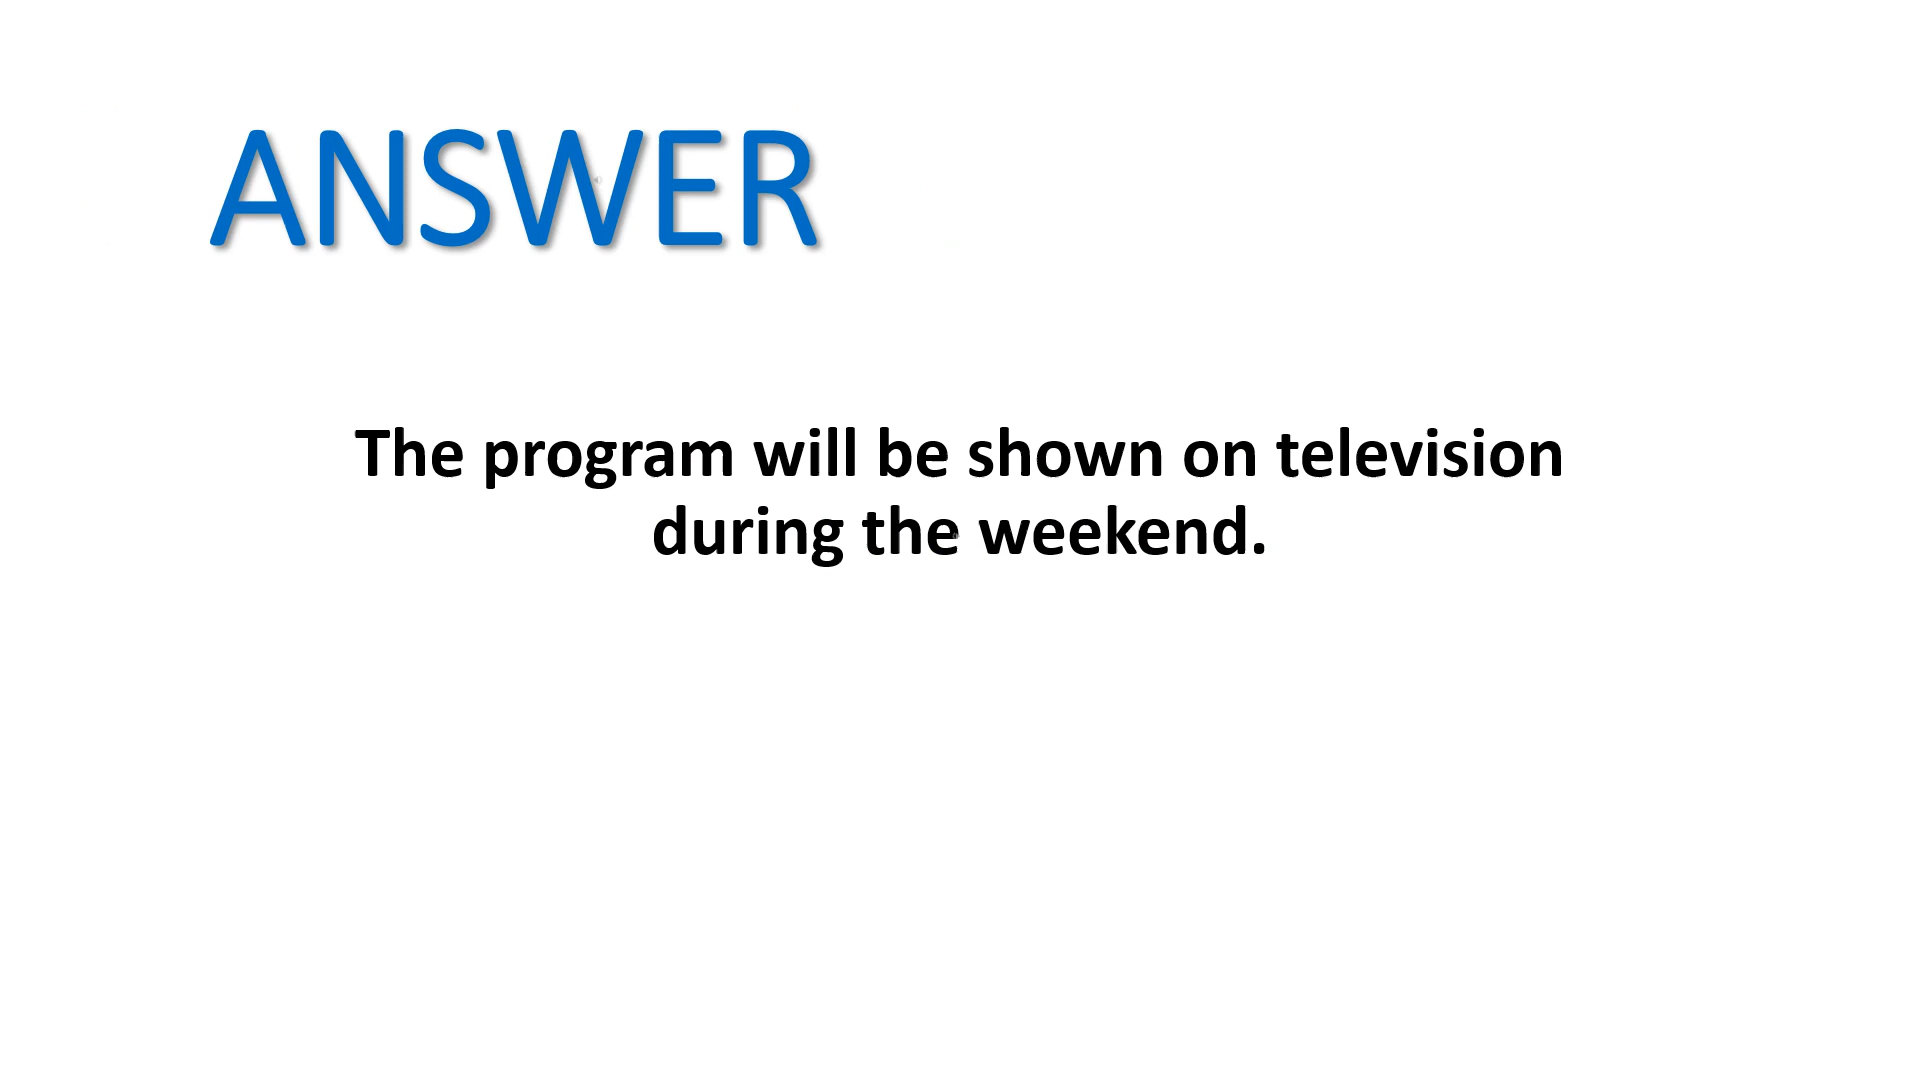 ANSWER
The program will be shown on television
during the weekend.